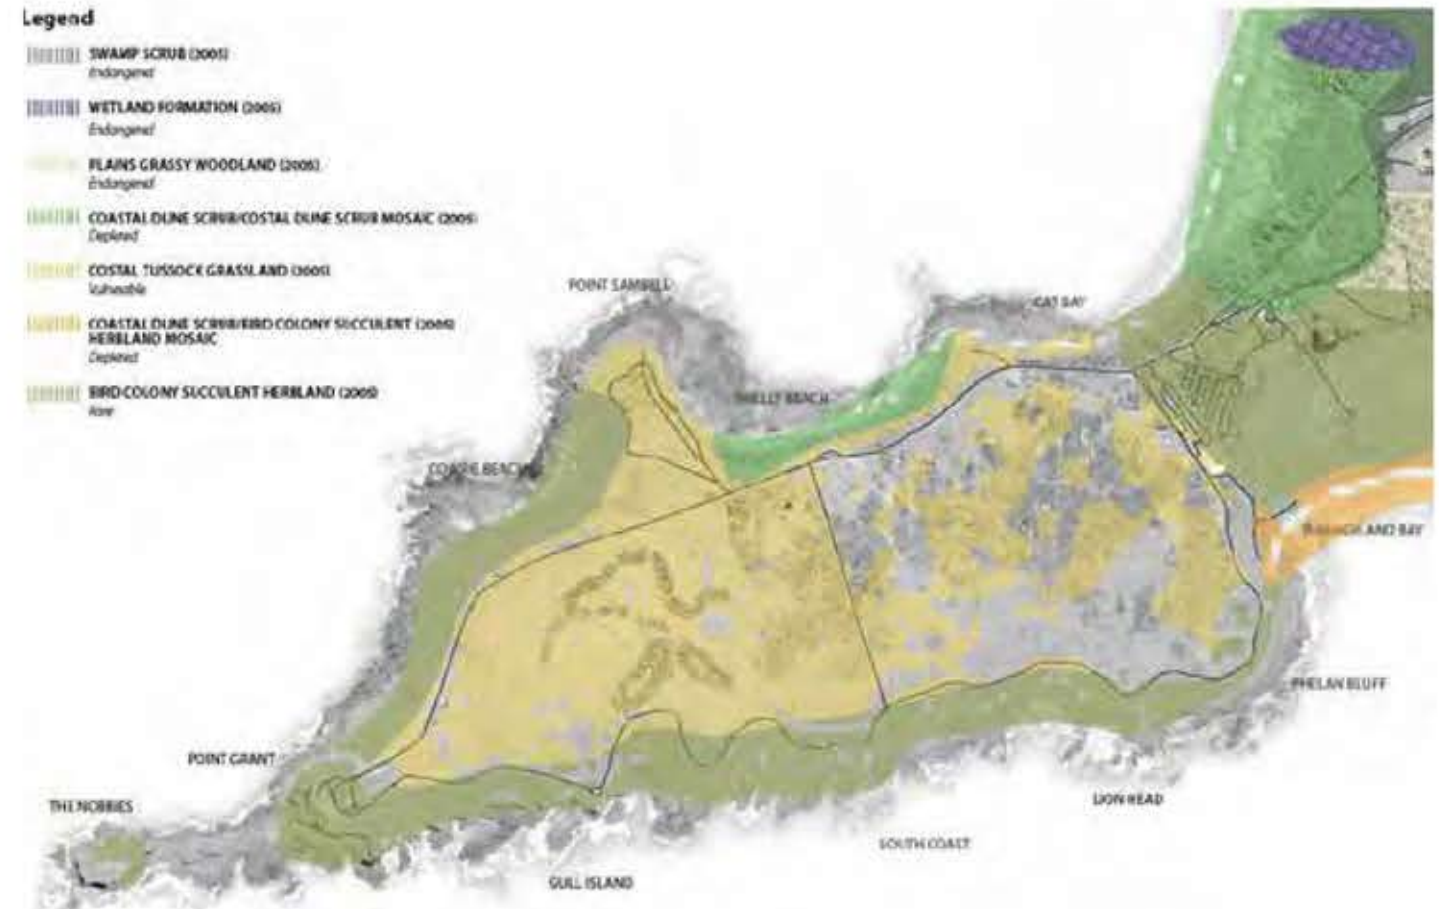 Legend
SWAMP SCRUB (2005)
Endangered
WETLAND FORMATION (2005)
Endangered
PLAINS GRASSY WOODLAND (2005)
Endangered
COASTAL DUNE SCRUB/COSTAL DUNE SCRUB MOSAIC (2005)
Depleted
COSTAL TUSSOCK GRASSLAND (2005)
Vulnerable
COASTAL DUNE SCRUB/BIRD COLONY SUCCULENT (2005)
HERBLAND MOSAIC
Depleted
BIRD COLONY SUCCULENT HERBLAND (2005)
Rare
POINT SAMBELL
CAT BAY
SHELLY BEACH
COWRIE BEACH
AND BAY
PHELAN BLUFF
POINT GRANT
THE NOBBIES
LION HEAD
SOUTH COAST
GULL ISLAND